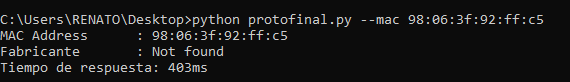 C:\Users\RENATO\Desktop>python protofinal.py --mac 98:06:3f:92:ff:c5
MAC Address      : 98:06:3f:92:ff:c5
Fabricante       : Not found
Tiempo de respuesta: 403ms